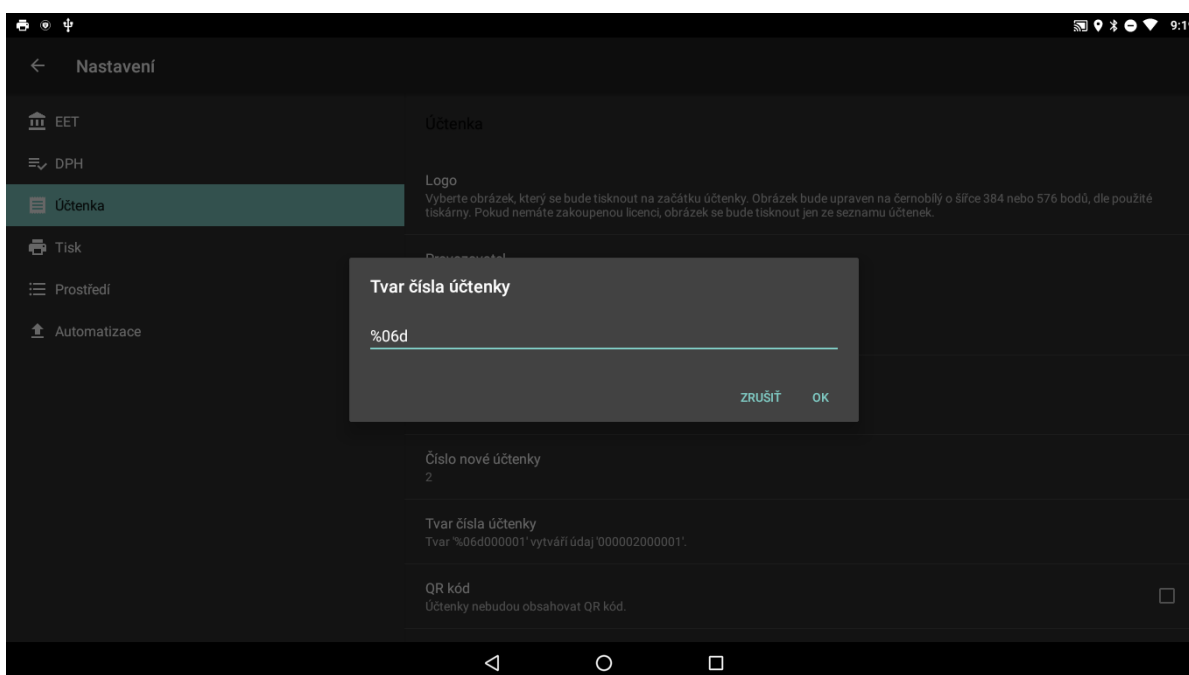 9:1
Nastavení
EET
Účtenka
DPH
Logo
Účtenka
Vyberte obrázek, který se bude tisknout na začátku účtenky. Obrázek bude upraven na černobílý o šířce 384 nebo 576 bodů, dle použité
tiskárny. Pokud nemáte zakoupenou licenci, obrázek se bude tisknout jen ze seznamu účtenek.
Tisk
Provozovatel
Tvar čísla účtenky
Prostředí
Automatizace
%06d
ZRUŠIŤ OK
Číslo nové účtenky
2
Tvar čísla účtenky
Tvar '%06d000001' vytváří údaj '000002000001'.
QR kód
Účtenky nebudou obsahovat QR kód.